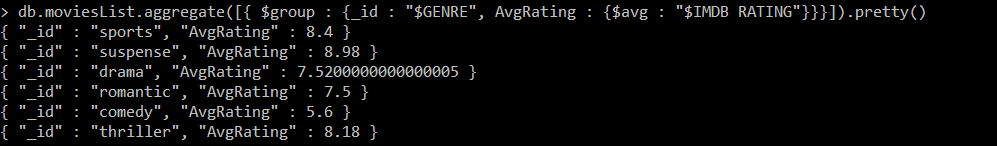 > db.moviesList.aggregate([{ $group : {_id : "$GENRE", AvgRating : {$avg : "$IMDB RATING"}}}]).pretty()
{ "_id" : "sports", "AvgRating" : 8.4 }
{ "_id" : "suspense", "AvgRating" : 8.98 }
{ "_id" : "drama", "AvgRating" : 7.5200000000000005 }
{ "_id" : "romantic", "AvgRating" : 7.5 }
{ "_id" : "comedy", "AvgRating" : 5.6 }
{ "_id" : "thriller", "AvgRating" : 8.18 }